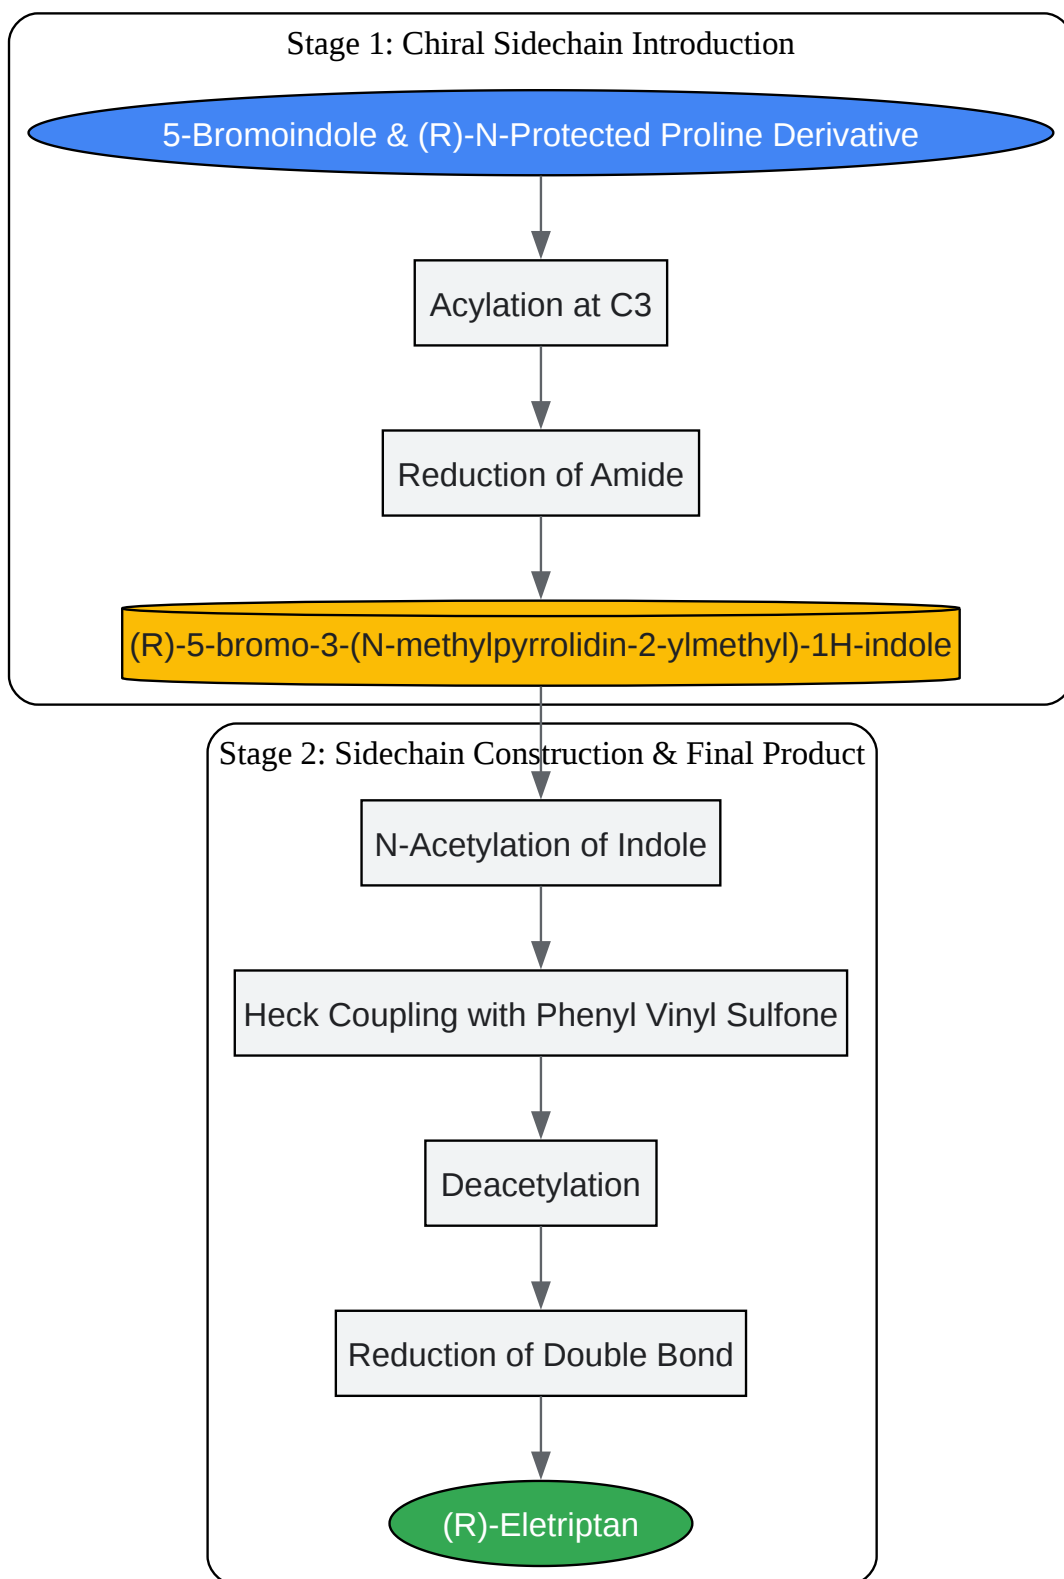 Stage 1: Chiral Sidechain Introduction
5-Bromoindole & (R)-N-Protected Proline Derivative
Acylation at C3
Reduction of Amide
(R)-5-bromo-3-(N-methylpyrrolidin-2-ylmethyl)-1H-indole
Stage 2: Sidechain Construction & Final Product
N-Acetylation of Indole
Heck Coupling with Phenyl Vinyl Sulfone
Deacetylation
Reduction of Double Bond
(R)-Eletriptan